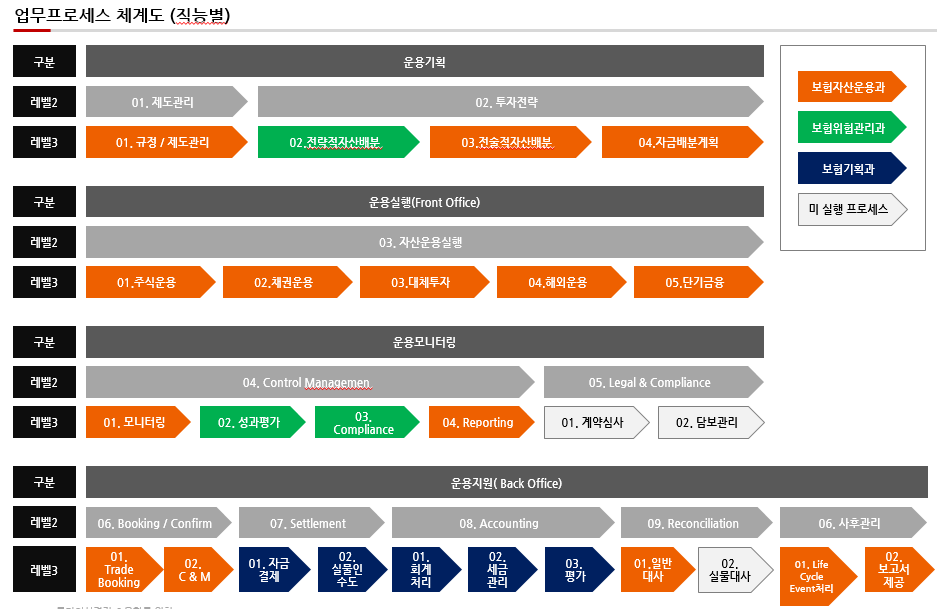 업무프로세스 체계도 (직능별)
구분
운용기획
레벨2
01. 제도관리
02. 투자전략
레벨3
01. 규정 / 제도관리
02.전략적자산배분
03.전술적자산배분
04.자금배분계획
보험자산운용과
보험위험관리과
보험기획과
미 실행 프로세스
구분
운용실행(Front Office)
레벨2
03. 자산운용실행
레벨3
01.주식운용
02.채권운용
03.대체투자
04.해외운용
05.단기금융
구분
운용모니터링
레벨2
04. Control Managemen
05. Legal & Compliance
레벨3
01. 모니터링
02. 성과평가
03.
Compliance
04. Reporting
01. 계약심사
02. 담보관리
구분
운용지원( Back Office)
레벨2
06. Booking / Confirm
07. Settlement
08. Accounting
09. Reconciliation
06. 사후관리
레벨3
01.
Trade
Booking
02.
C & M
01. 자금
결제
02.
실물인
수도
01.
회계
처리
02.
세금
관리
03.
평가
01.일반
대사
02.
실물대사
01. Life
Cycle
Event처리
02.
보고서
제공